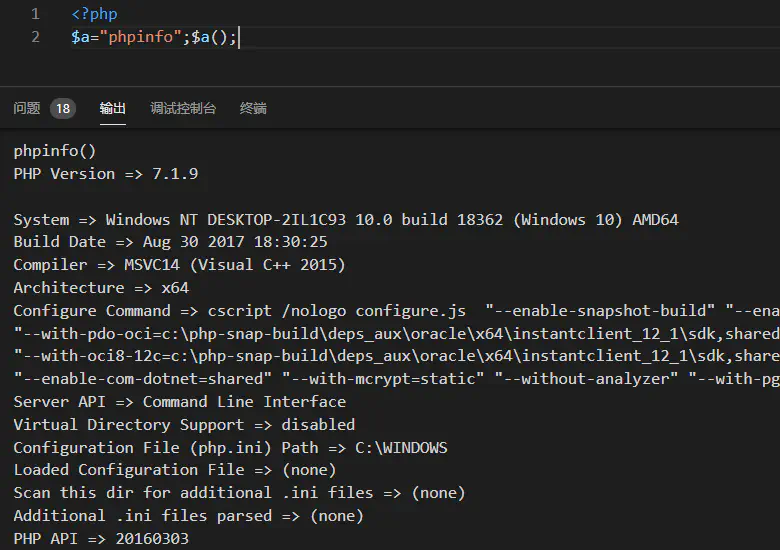 1 <?php
2 $a="phpinfo";$a();
问题 18 输出 调试控制台 终端
phpinfo()
PHP Version => 7.1.9
System => Windows NT DESKTOP-2IL1C93 10.0 build 18362 (Windows 10) AMD64
Build Date => Aug 30 2017 18:30:25
Compiler => MSVC14 (Visual C++ 2015)
Architecture => x64
Configure Command => cscript /nologo configure.js  "--enable-snapshot-build" "--ena
"--with-pdo-oci=c:\php-snap-build\deps_aux\oracle\x64\instantclient_12_1\sdk,shared
"--with-oci8-12c=c:\php-snap-build\deps_aux\oracle\x64\instantclient_12_1\sdk,share
"--enable-com-dotnet=shared" "--with-mcrypt=static" "--without-analyzer" "--with-pg
Server API => Command Line Interface
Virtual Directory Support => disabled
Configuration File (php.ini) Path => C:\WINDOWS
Loaded Configuration File => (none)
Scan this dir for additional .ini files => (none)
Additional .ini files parsed => (none)
PHP API => 20160303